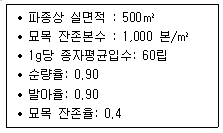 • 파종상 실면적 : 500㎡
• 묘목 잔존본수 : 1,000 본/㎡
• 1g당 종자평균입수: 60립
• 순량율: 0.90
• 발아율: 0.90
• 묘목 잔존율: 0.4